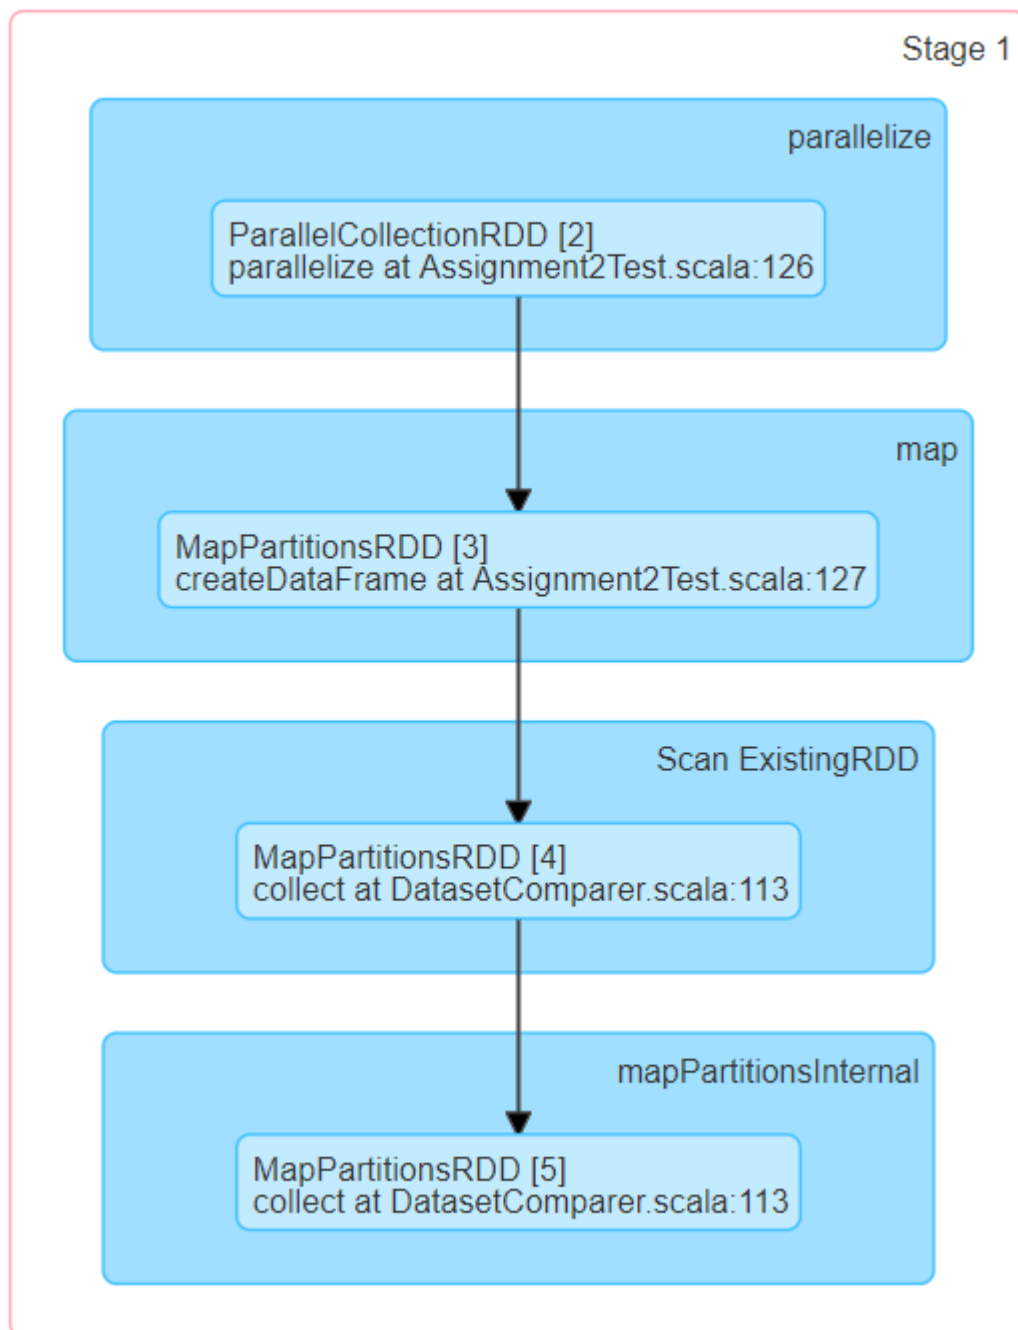 Stage 1
parallelize
ParallelCollectionRDD [2]
parallelize at Assignment2Test.scala:126
map
MapPartitionsRDD [3]
createDataFrame at Assignment2Test.scala:127
Scan ExistingRDD
MapPartitionsRDD [4]
collect at DatasetComparer.scala:113
mapPartitionsInternal
MapPartitionsRDD [5]
collect at DatasetComparer.scala:113